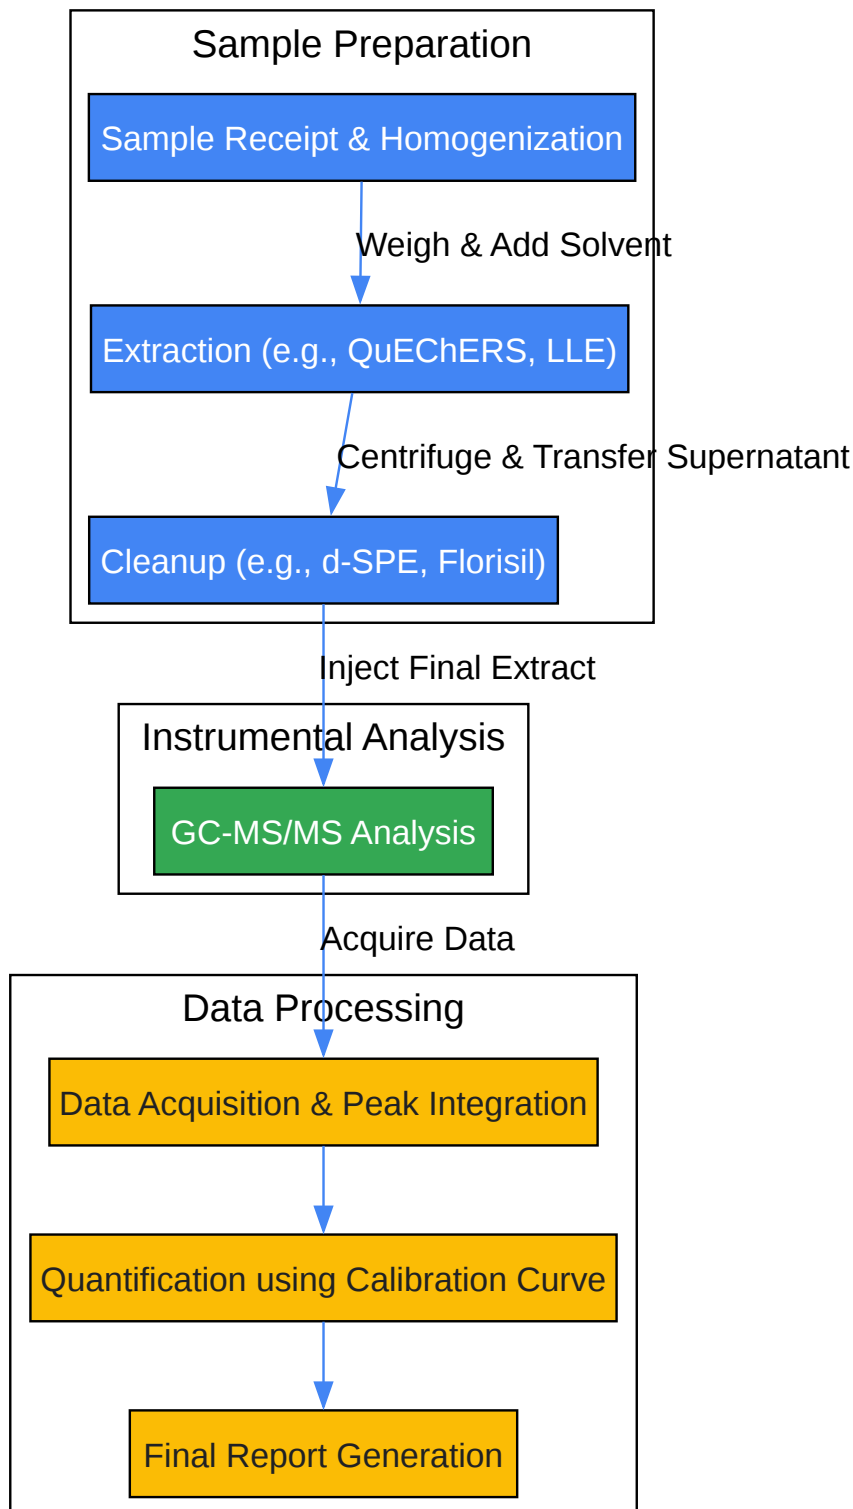 Sample Preparation
Sample Receipt & Homogenization
Weigh & Add Solvent
Extraction (e.g., QuEChERS, LLE)
Centrifuge & Transfer Supernatant
Cleanup (e.g., d-SPE, Florisil)
Inject Final Extract
Instrumental Analysis
GC-MS/MS Analysis
Acquire Data
Data Processing
Data Acquisition & Peak Integration
Quantification using Calibration Curve
Final Report Generation